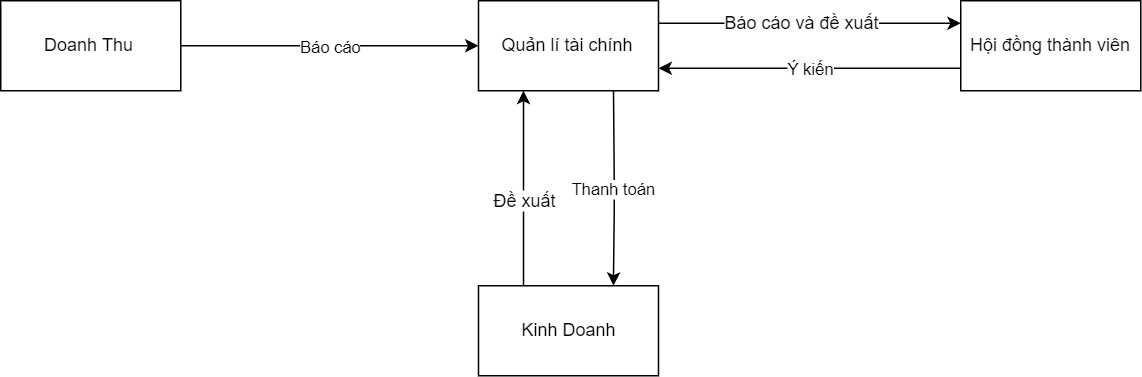 Doanh Thu
Báo cáo
Quản lí tài chính
Báo cáo và đề xuất
Hội đồng thành viên
Ý kiến
Đề xuất
Thanh toán
Kinh Doanh